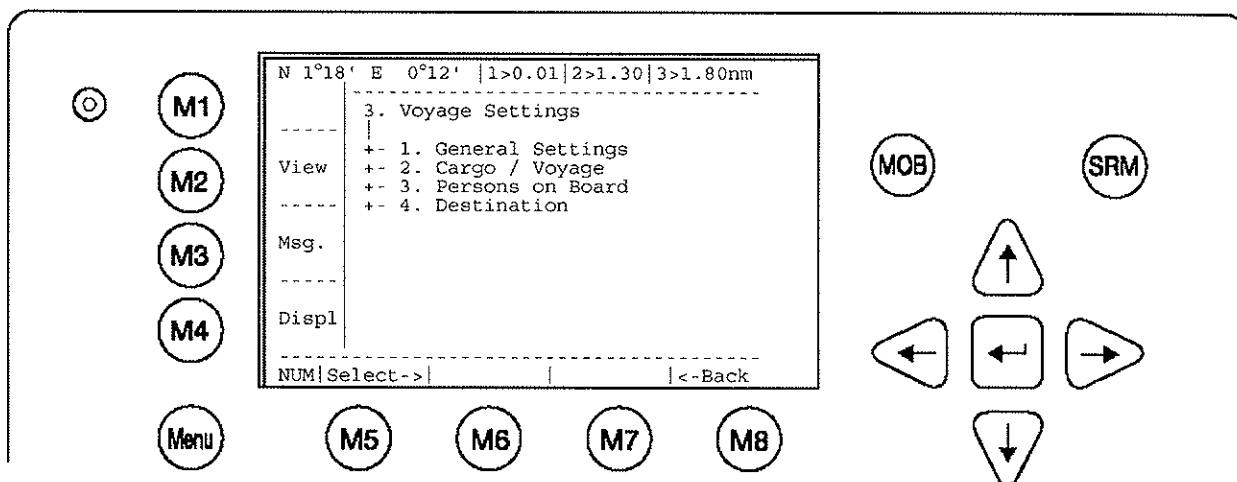 N 1°18' E 0°12' |1>0.01|2>1.30|3>1.80nm
M1
3. Voyage Settings
+- 1. General Settings
View
+- 2. Cargo / Voyage
M2
+- 3. Persons on Board
+- 4. Destination
MOB
SRM
Msg.
M3
Displ
M4
NUM|Select->| | |<-Back
Menu
M5
M6
M7
M8